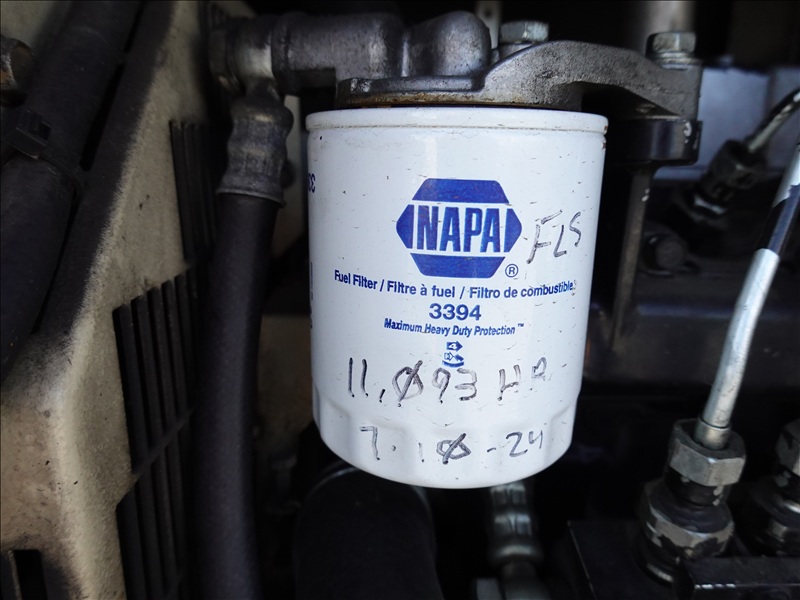 NAPA
®
FLS
Fuel Filter / Filtre à fuel / Filtro de combustible
3394
Maximum Heavy Duty Protection™
11,Ø93 HR
7.1Ø-24